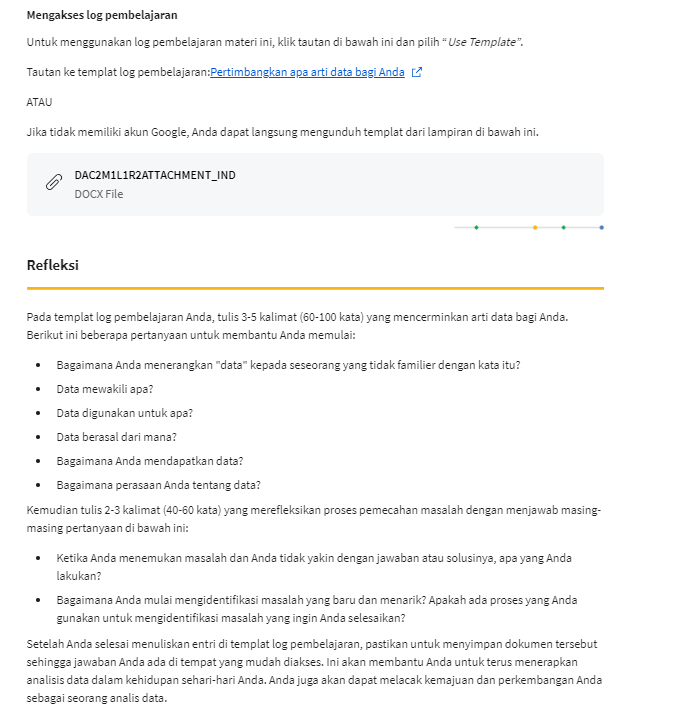 Mengakses log pembelajaran
Untuk menggunakan log pembelajaran materi ini, klik tautan di bawah ini dan pilih “Use Template”.
Tautan ke templat log pembelajaran:Pertimbangkan apa arti data bagi Anda
ATAU
Jika tidak memiliki akun Google, Anda dapat langsung mengunduh templat dari lampiran di bawah ini.
DAC2M1L1R2ATTACHMENT_IND
DOCX File
Refleksi
Pada templat log pembelajaran Anda, tulis 3-5 kalimat (60-100 kata) yang mencerminkan arti data bagi Anda.
Berikut ini beberapa pertanyaan untuk membantu Anda memulai:
• Bagaimana Anda menerangkan "data" kepada seseorang yang tidak familier dengan kata itu?
• Data mewakili apa?
• Data digunakan untuk apa?
• Data berasal dari mana?
• Bagaimana Anda mendapatkan data?
• Bagaimana perasaan Anda tentang data?
Kemudian tulis 2-3 kalimat (40-60 kata) yang merefleksikan proses pemecahan masalah dengan menjawab masing-
masing pertanyaan di bawah ini:
• Ketika Anda menemukan masalah dan Anda tidak yakin dengan jawaban atau solusinya, apa yang Anda
lakukan?
• Bagaimana Anda mulai mengidentifikasi masalah yang baru dan menarik? Apakah ada proses yang Anda
gunakan untuk mengidentifikasi masalah yang ingin Anda selesaikan?
Setelah Anda selesai menuliskan entri di templat log pembelajaran, pastikan untuk menyimpan dokumen tersebut
sehingga jawaban Anda ada di tempat yang mudah diakses. Ini akan membantu Anda untuk terus menerapkan
analisis data dalam kehidupan sehari-hari Anda. Anda juga akan dapat melacak kemajuan dan perkembangan Anda
sebagai seorang analis data.